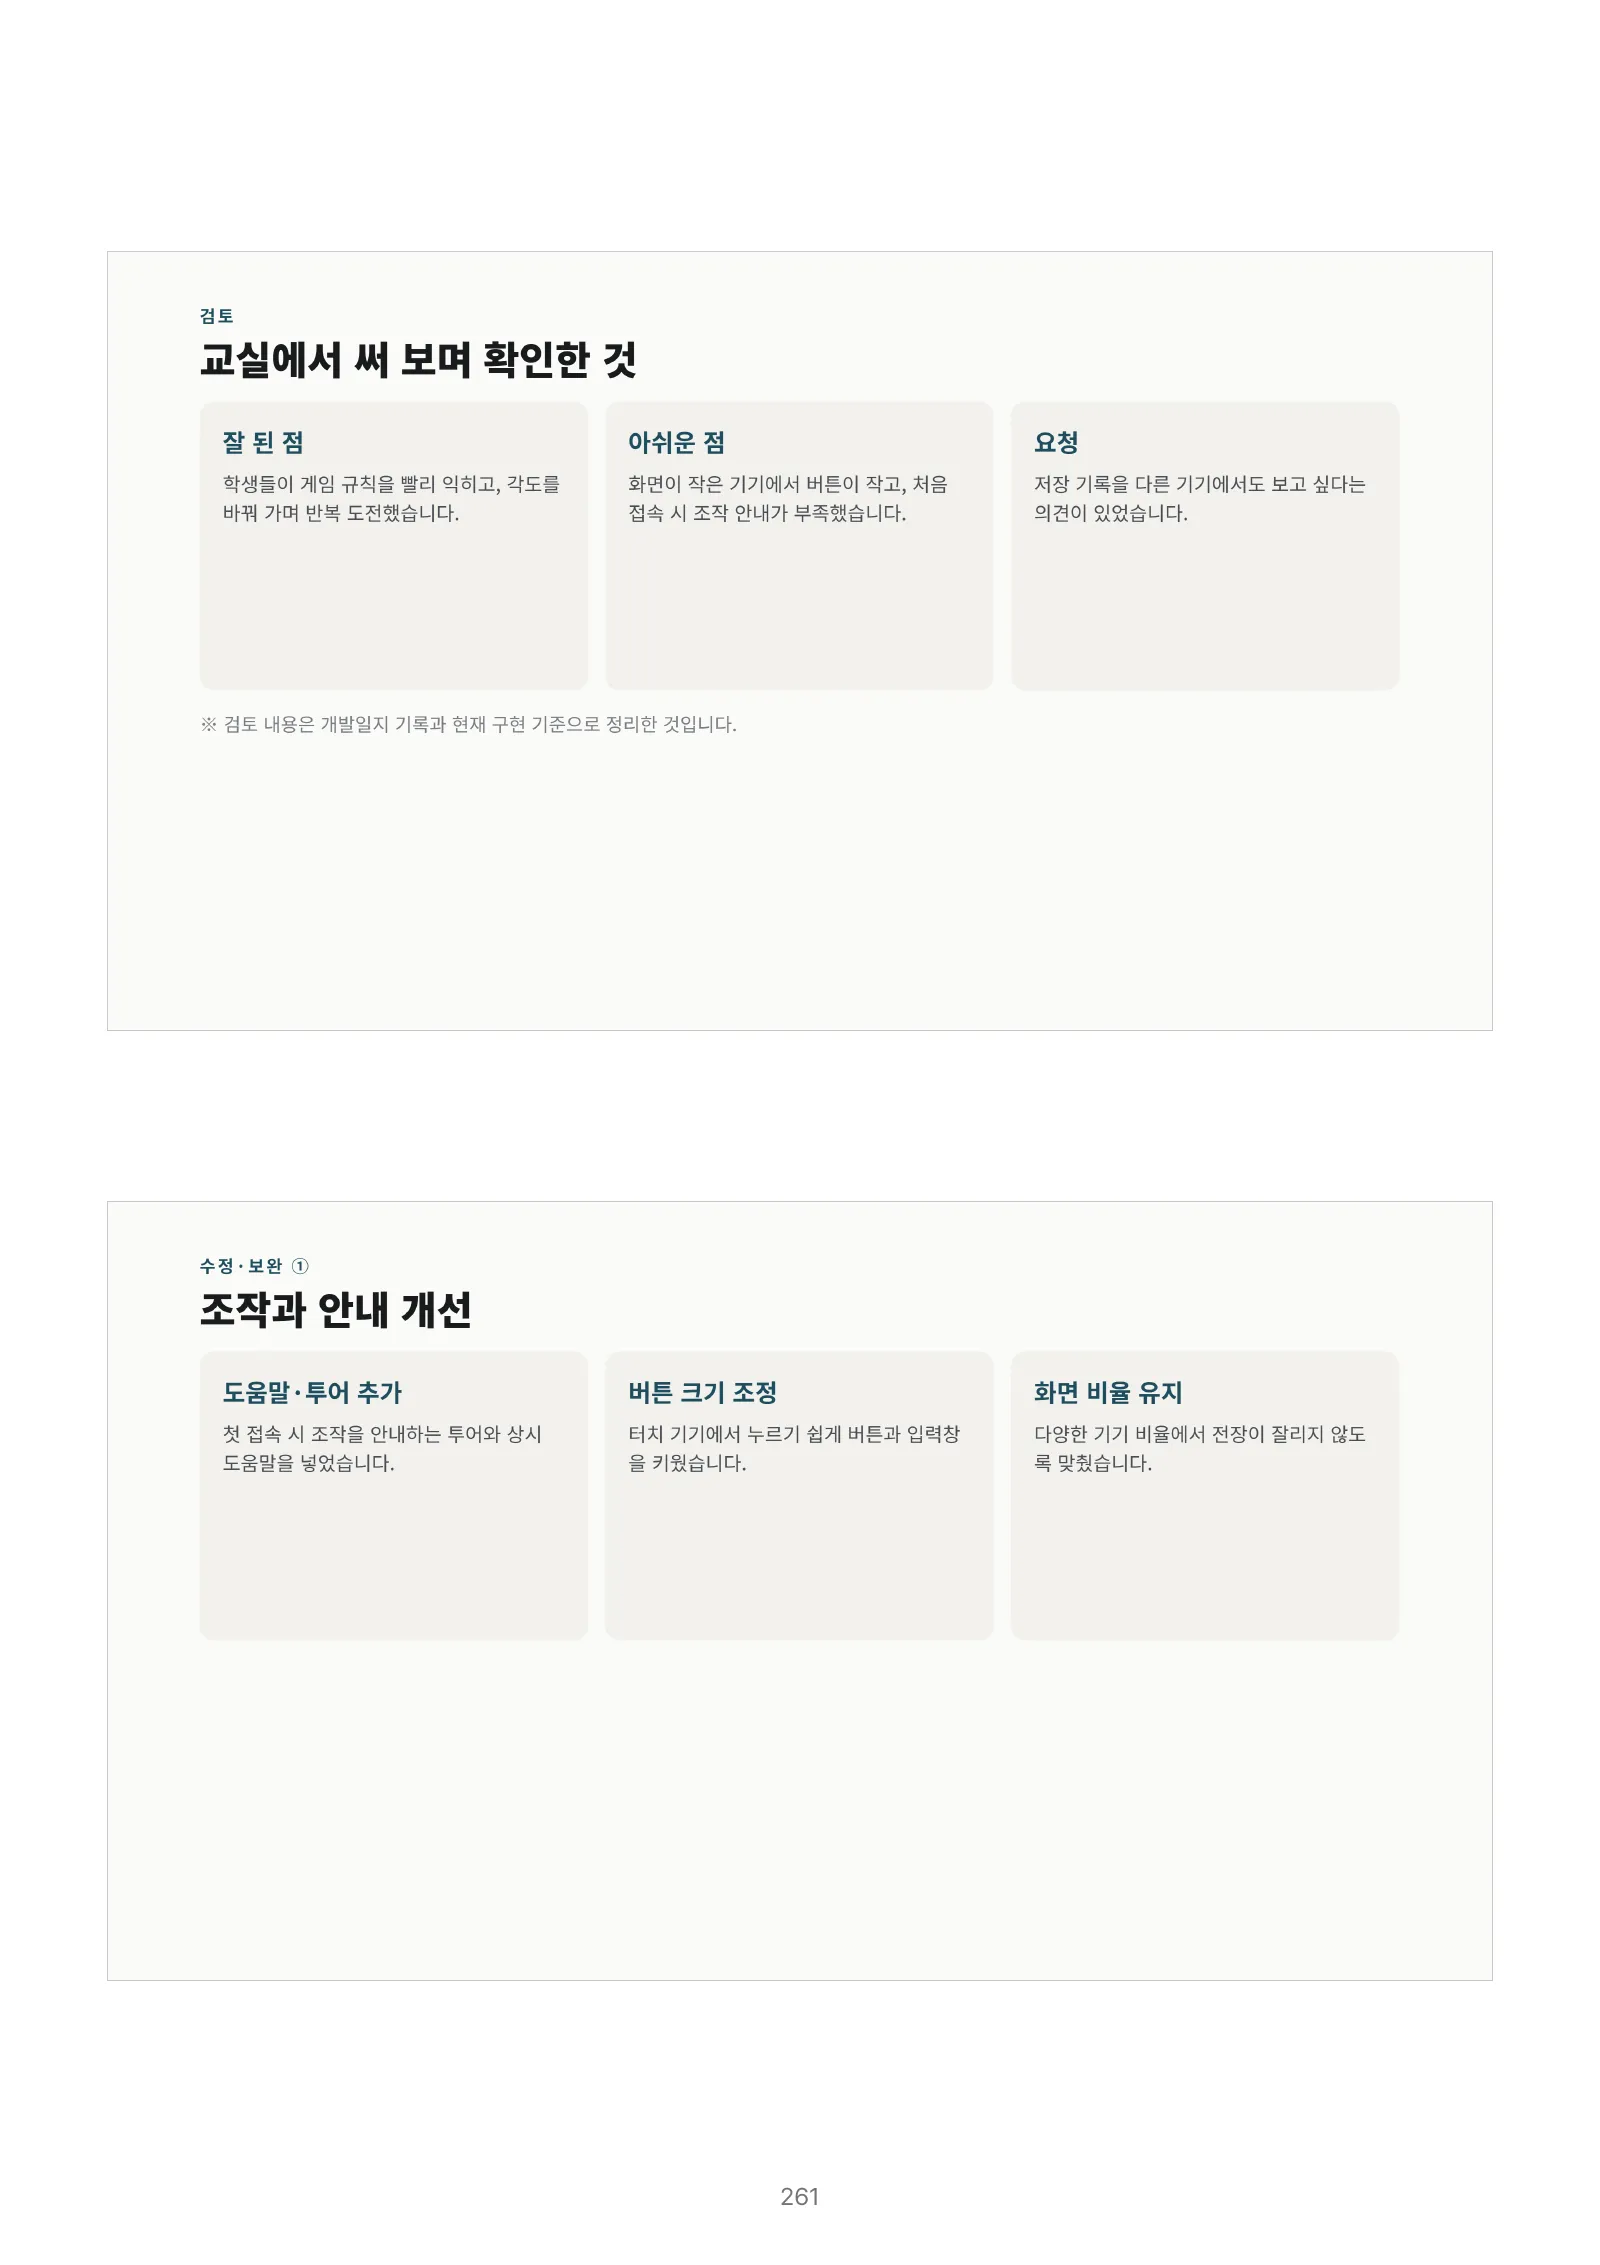 검토
교실에서 써 보며 확인한 것
잘 된 점
학생들이 게임 규칙을 빨리 익히고, 각도를
바꿔 가며 반복 도전했습니다.
아쉬운 점
화면이 작은 기기에서 버튼이 작고, 처음
접속 시 조작 안내가 부족했습니다.
요청
저장 기록을 다른 기기에서도 보고 싶다는
의견이 있었습니다.
※ 검토 내용은 개발일지 기록과 현재 구현 기준으로 정리한 것입니다.
수정·보완 ①
조작과 안내 개선
도움말·투어 추가
첫 접속 시 조작을 안내하는 투어와 상시
도움말을 넣었습니다.
버튼 크기 조정
터치 기기에서 누르기 쉽게 버튼과 입력창
을 키웠습니다.
화면 비율 유지
다양한 기기 비율에서 전장이 잘리지 않도
록 맞췄습니다.
261